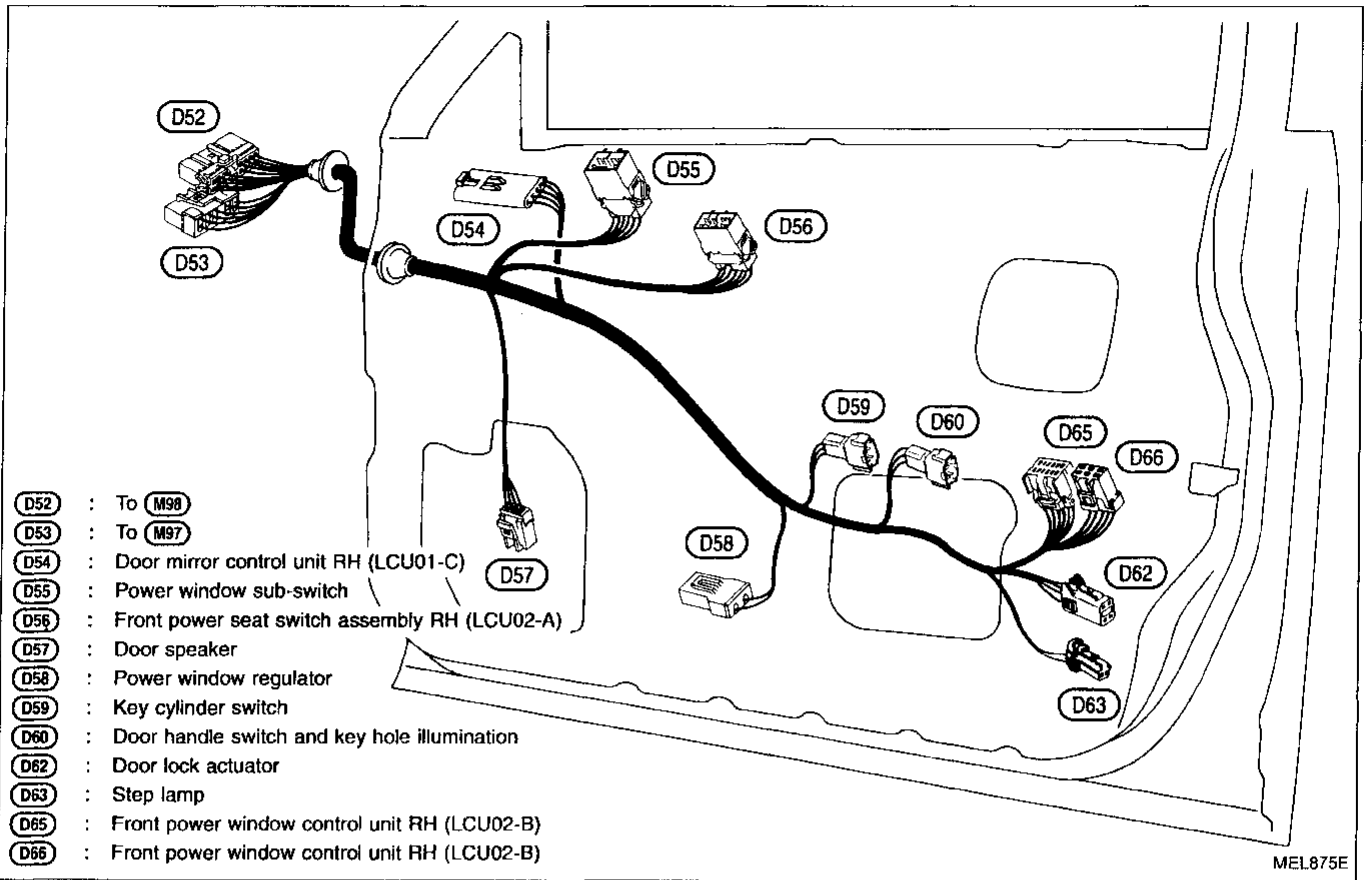 D52
D53
D54
D55
D56
D57
D58
D59
D60
D65
D66
D62
D63
D52 : To M98
D53 : To M97
D54 : Door mirror control unit RH (LCU01-C)
D55 : Power window sub-switch
D56 : Front power seat switch assembly RH (LCU02-A)
D57 : Door speaker
D58 : Power window regulator
D59 : Key cylinder switch
D60 : Door handle switch and key hole illumination
D62 : Door lock actuator
D63 : Step lamp
D65 : Front power window control unit RH (LCU02-B)
D66 : Front power window control unit RH (LCU02-B)
MEL875E